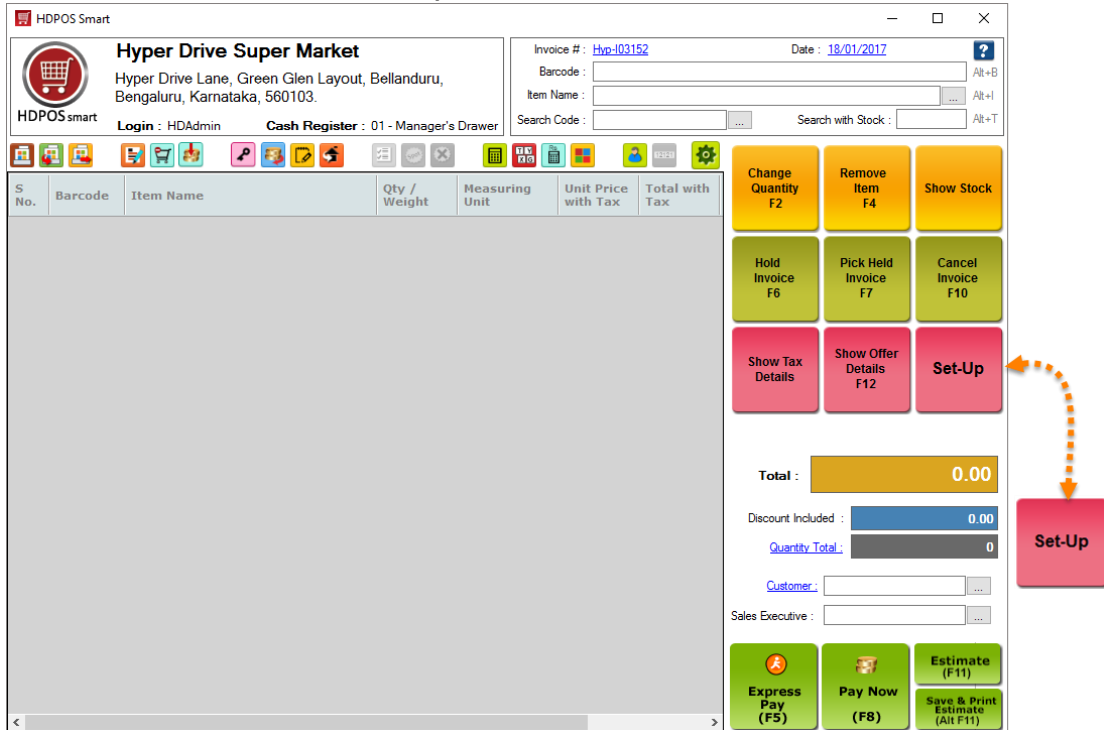 HDPOS Smart
Hyper Drive Super Market
Hyper Drive Lane, Green Glen Layout, Bellanduru,
Bengaluru, Karnataka, 560103.
HDPOS smart
Login : HDAdmin Cash Register : 01 - Manager's Drawer
Invoice # : Hyp-I03152 Date : 18/01/2017 ?
Barcode : Alt+B
Item Name : ... Alt+I
Search Code : ... Search with Stock : Alt+T
S No.
Barcode
Item Name
Qty / Weight
Measuring Unit
Unit Price with Tax
Total with Tax
Change
Quantity
F2
Remove
Item
F4
Show Stock
Hold
Invoice
F6
Pick Held
Invoice
F7
Cancel
Invoice
F10
Show Tax
Details
Show Offer
Details
F12
Set-Up
Total : 0.00
Discount Included : 0.00
Quantity Total : 0
Set-Up
Customer : ...
Sales Executive : ...
Express
Pay
(F5)
Pay Now
(F8)
Estimate
(F11)
Save & Print
Estimate
(Alt F11)